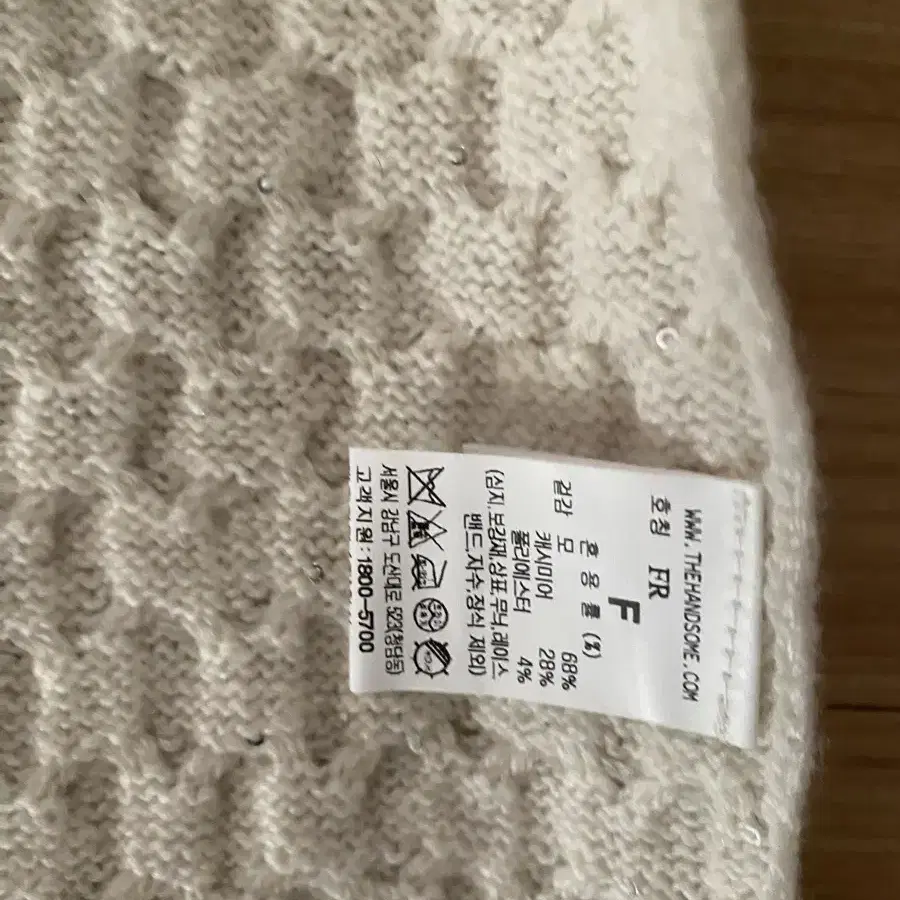 WWW.THEHANDSOME.COM
호칭 FR
F
혼 용 률 (%)
겉감 모 68%
캐시미어 28%
폴리에스터 4%
(심지.보강재.상표.무늬.레이스
밴드.자수.장식 제외)
서울시 강남구 도산대로 523(청담동)
고객지원:1800-5700